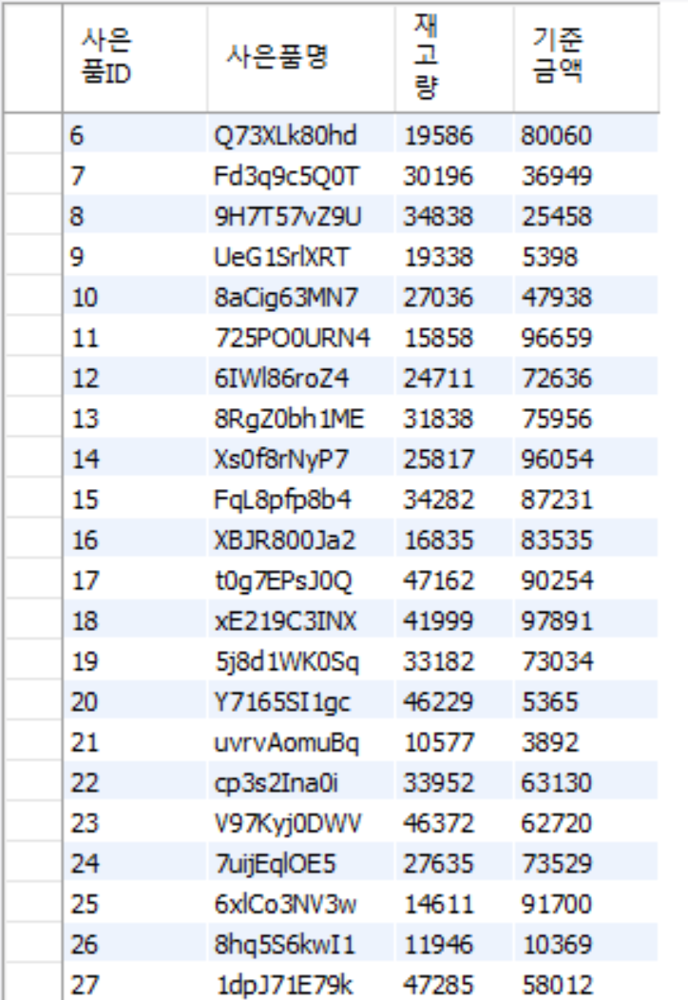 사은품ID 사은품명 재고량 기준금액
6 Q73XLk80hd 19586 80060
7 Fd3q9c5Q0T 30196 36949
8 9H7T57vZ9U 34838 25458
9 UeG1SrlXRT 19338 5398
10 8aCig63MN7 27036 47938
11 725PO0URN4 15858 96659
12 6IWl86roZ4 24711 72636
13 8RgZ0bh1ME 31838 75956
14 Xs0f8rNyP7 25817 96054
15 FqL8pfp8b4 34282 87231
16 XBJR800Ja2 16835 83535
17 t0g7EPsJ0Q 47162 90254
18 xE219C3INX 41999 97891
19 5j8d1WK0Sq 33182 73034
20 Y7165SI1gc 46229 5365
21 uvrvAomuBq 10577 3892
22 cp3s2Ina0i 33952 63130
23 V97Kyj0DWV 46372 62720
24 7uijEqlOE5 27635 73529
25 6xlCo3NV3w 14611 91700
26 8hq5S6kwI1 11946 10369
27 1dpJ71E79k 47285 58012